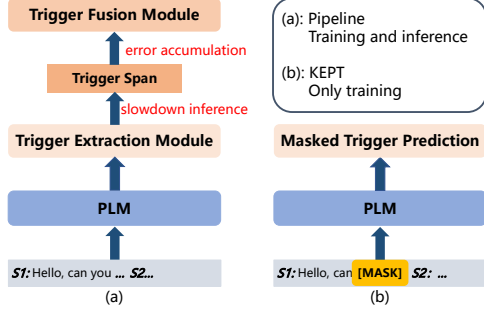 Trigger Fusion Module
error accumulation
Trigger Span
slowdown inference
Trigger Extraction Module
PLM
S1: Hello, can you ... S2...
(a)
(a): Pipeline
Training and inference
(b): KEPT
Only training
Masked Trigger Prediction
PLM
S1: Hello, can [MASK] S2: ...
(b)